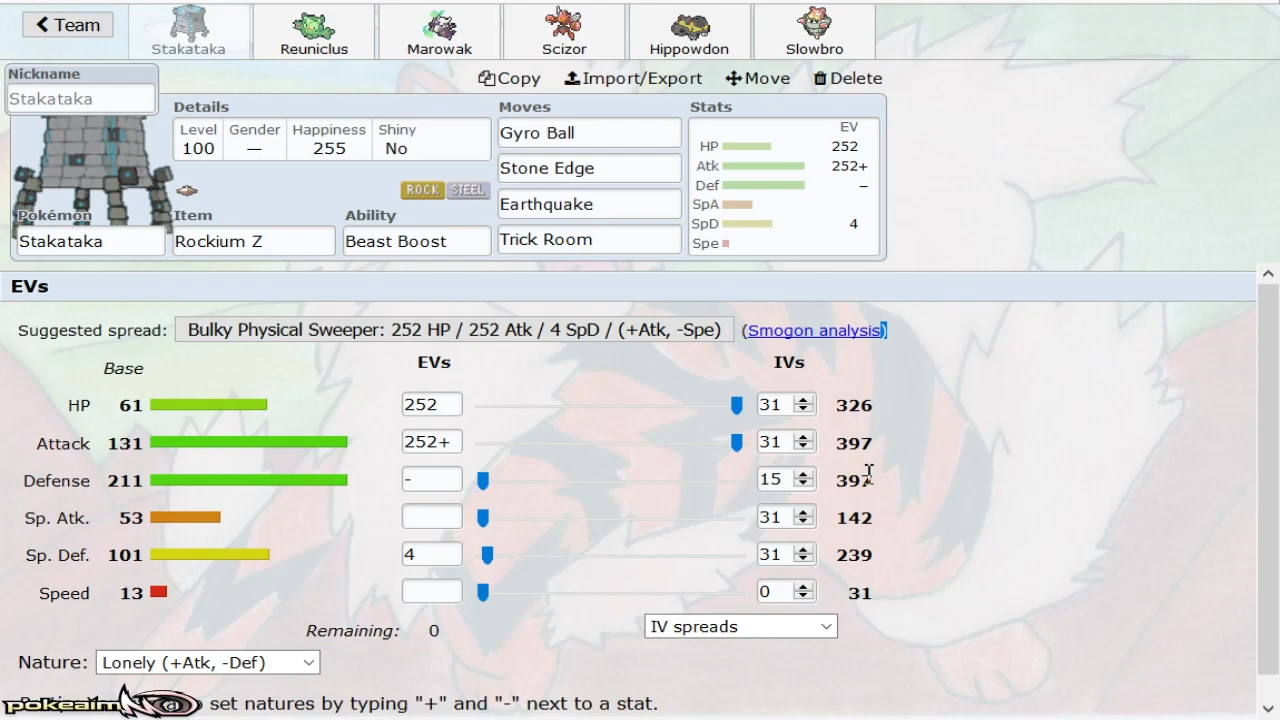 Team
Stakataka
Reuniclus
Marowak
Scizor
Hippowdon
Slowbro
Nickname
Stakataka
Copy
Import/Export
Move
Delete
Details
Level
100
Gender
—
Happiness
255
Shiny
No
ROCK STEEL
Pokémon
Stakataka
Item
Rockium Z
Ability
Beast Boost
Moves
Gyro Ball
Stone Edge
Earthquake
Trick Room
Stats
EV
HP 252
Atk 252+
Def –
SpA
SpD 4
Spe
EVs
Suggested spread: Bulky Physical Sweeper: 252 HP / 252 Atk / 4 SpD / (+Atk, -Spe) (Smogon analysis)
Base EVs IVs
HP 61 252 31 326
Attack 131 252+ 31 397
Defense 211 - 15 397
Sp. Atk. 53 31 142
Sp. Def. 101 4 31 239
Speed 13 0 31
Remaining: 0 IV spreads
Nature: Lonely (+Atk, -Def)
pokeaim
set natures by typing "+" and "-" next to a stat.